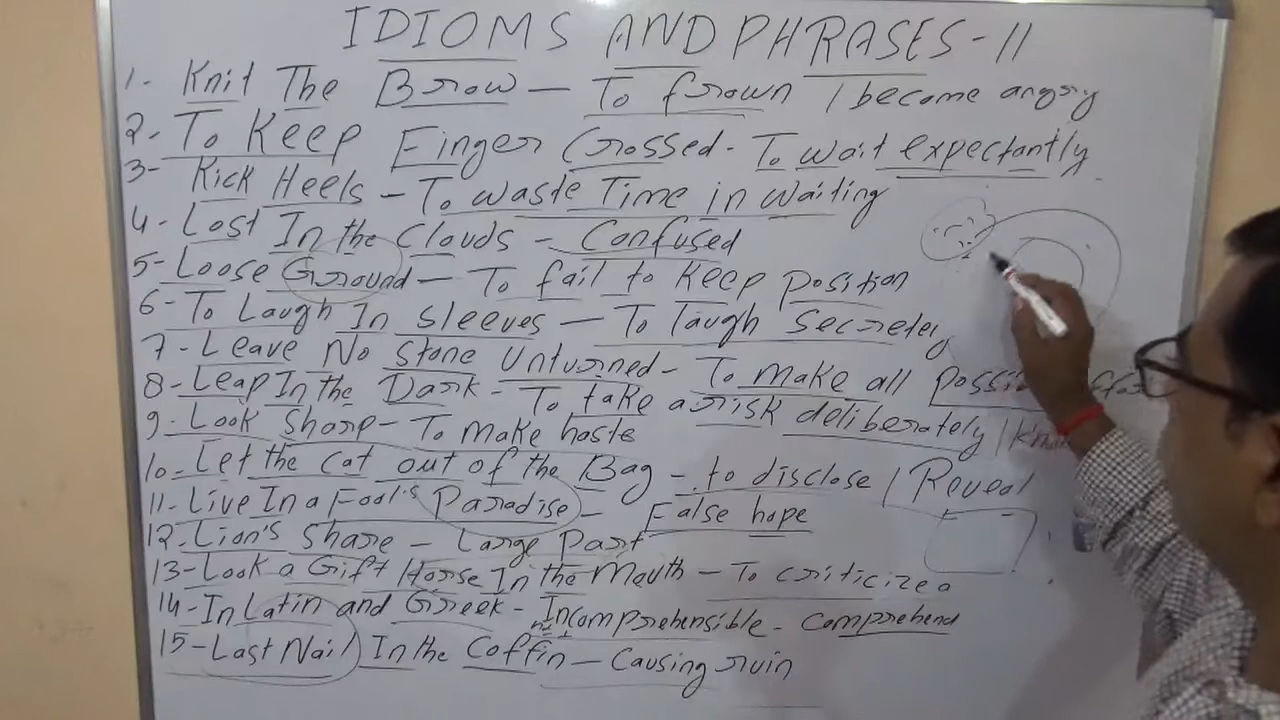 IDIOMS AND PHRASES - II
1- Knit The Brow - To frown / become angry
2- To Keep Finger Crossed - To wait expectantly
3- Kick Heels - To waste Time in waiting
4- Lost In the Clouds - Confused
5- Loose Ground - To fail to keep position
6- To Laugh In Sleeves - To laugh secretely
7- Leave No Stone Unturned - To make all
8- Leap In the Dark - To take a risk deliberately /
9- Look Sharp - To make haste
10- Let the cat out of the Bag - to disclose / Reveal
11- Live In a Fool's Paradise - False hope
12- Lion's Share - Large Part
13- Look a Gift Horse In the Mouth - To criticize a
14- In Latin and Greek - Incomprehensible - comprehend
15- Last Nail In the Coffin - Causing ruin